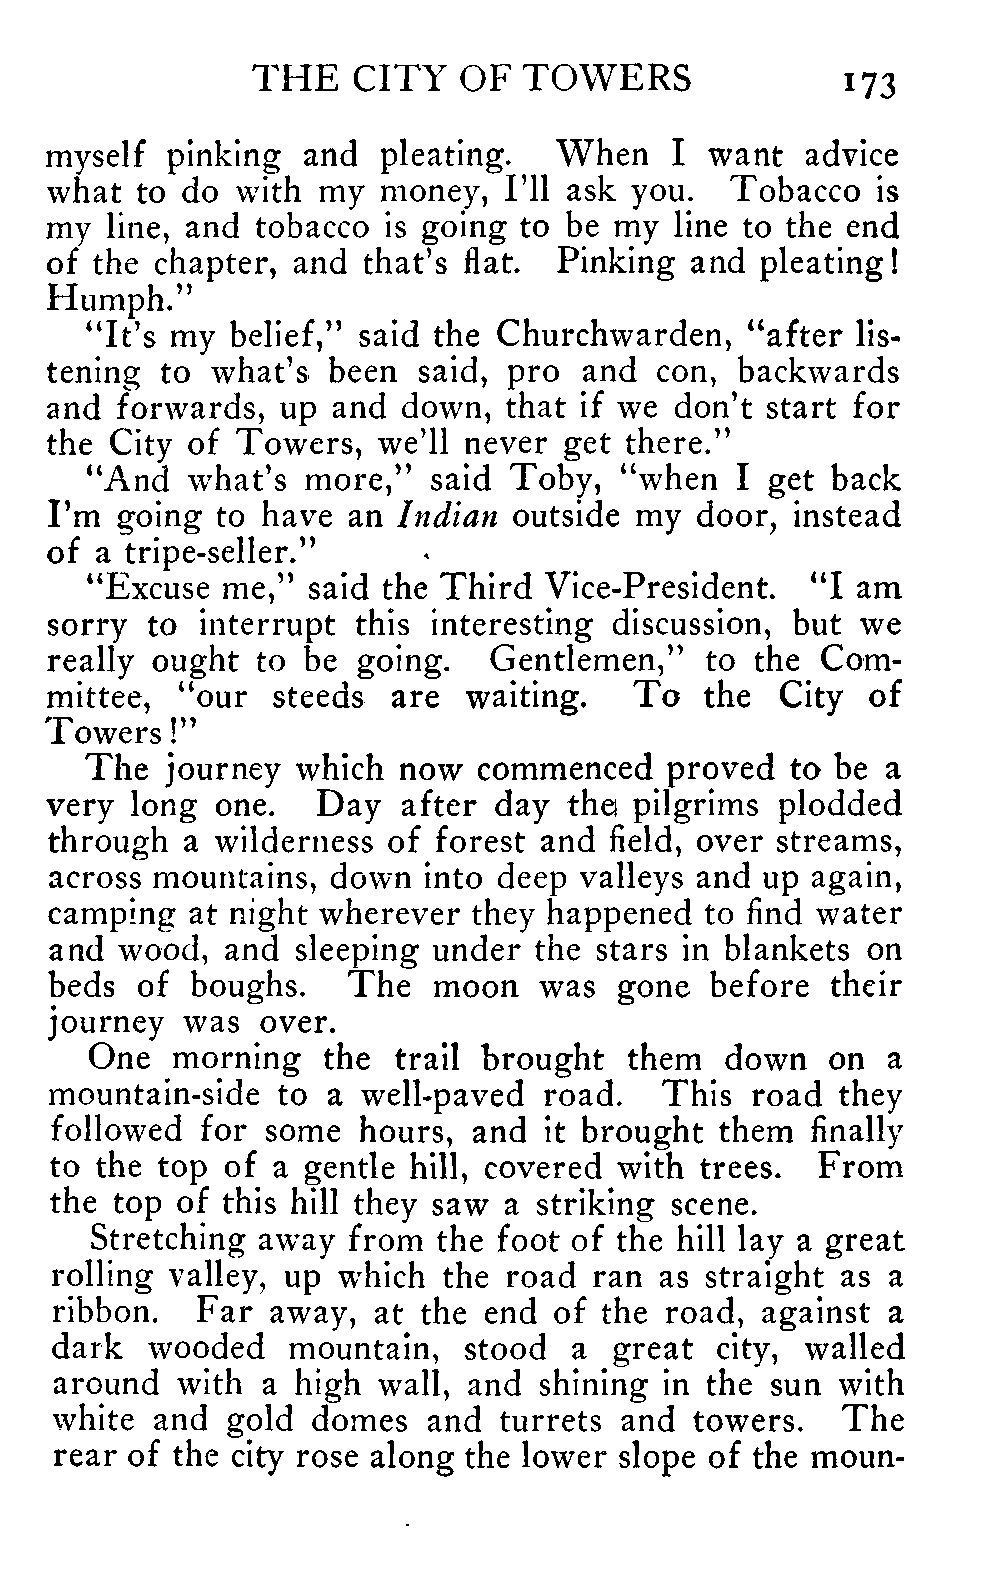 THE CITY OF TOWERS 173
myself pinking and pleating. When I want advice
what to do with my money, I'll ask you. Tobacco is
my line, and tobacco is going to be my line to the end
of the chapter, and that's flat. Pinking and pleating!
Humph."
"It's my belief," said the Churchwarden, "after lis-
tening to what's been said, pro and con, backwards
and forwards, up and down, that if we don't start for
the City of Towers, we'll never get there."
"And what's more," said Toby, "when I get back
I'm going to have an Indian outside my door, instead
of a tripe-seller."
"Excuse me," said the Third Vice-President. "I am
sorry to interrupt this interesting discussion, but we
really ought to be going. Gentlemen," to the Com-
mittee, "our steeds are waiting. To the City of
Towers!"
The journey which now commenced proved to be a
very long one. Day after day the pilgrims plodded
through a wilderness of forest and field, over streams,
across mountains, down into deep valleys and up again,
camping at night wherever they happened to find water
and wood, and sleeping under the stars in blankets on
beds of boughs. The moon was gone before their
journey was over.
One morning the trail brought them down on a
mountain-side to a well-paved road. This road they
followed for some hours, and it brought them finally
to the top of a gentle hill, covered with trees. From
the top of this hill they saw a striking scene.
Stretching away from the foot of the hill lay a great
rolling valley, up which the road ran as straight as a
ribbon. Far away, at the end of the road, against a
dark wooded mountain, stood a great city, walled
around with a high wall, and shining in the sun with
white and gold domes and turrets and towers. The
rear of the city rose along the lower slope of the moun-